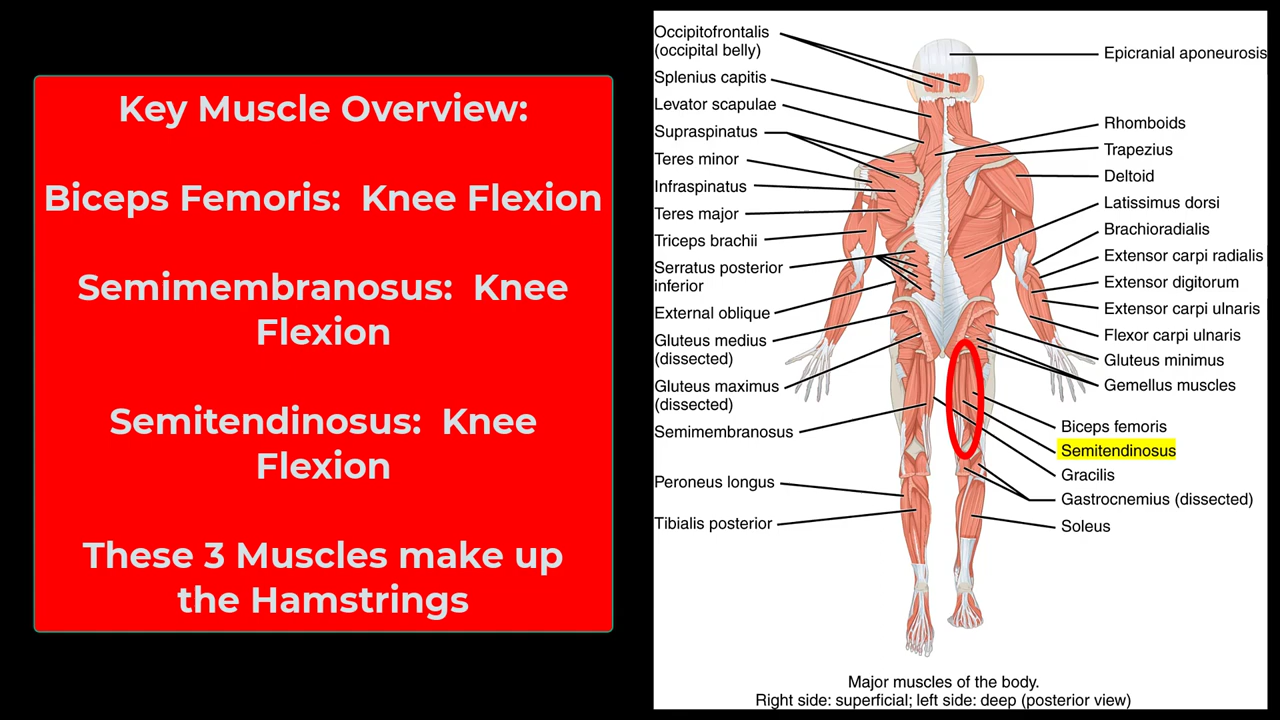 Key Muscle Overview:
Biceps Femoris:  Knee Flexion
Semimembranosus:  Knee
Flexion
Semitendinosus:  Knee
Flexion
These 3 Muscles make up
the Hamstrings
Occipitofrontalis
(occipital belly)
Splenius capitis
Levator scapulae
Supraspinatus
Teres minor
Infraspinatus
Teres major
Triceps brachii
Serratus posterior
inferior
External oblique
Gluteus medius
(dissected)
Gluteus maximus
(dissected)
Semimembranosus
Peroneus longus
Tibialis posterior
Epicranial aponeurosis
Rhomboids
Trapezius
Deltoid
Latissimus dorsi
Brachioradialis
Extensor carpi radialis
Extensor digitorum
Extensor carpi ulnaris
Flexor carpi ulnaris
Gluteus minimus
Gemellus muscles
Biceps femoris
Semitendinosus
Gracilis
Gastrocnemius (dissected)
Soleus
Major muscles of the body.
Right side: superficial; left side: deep (posterior view)